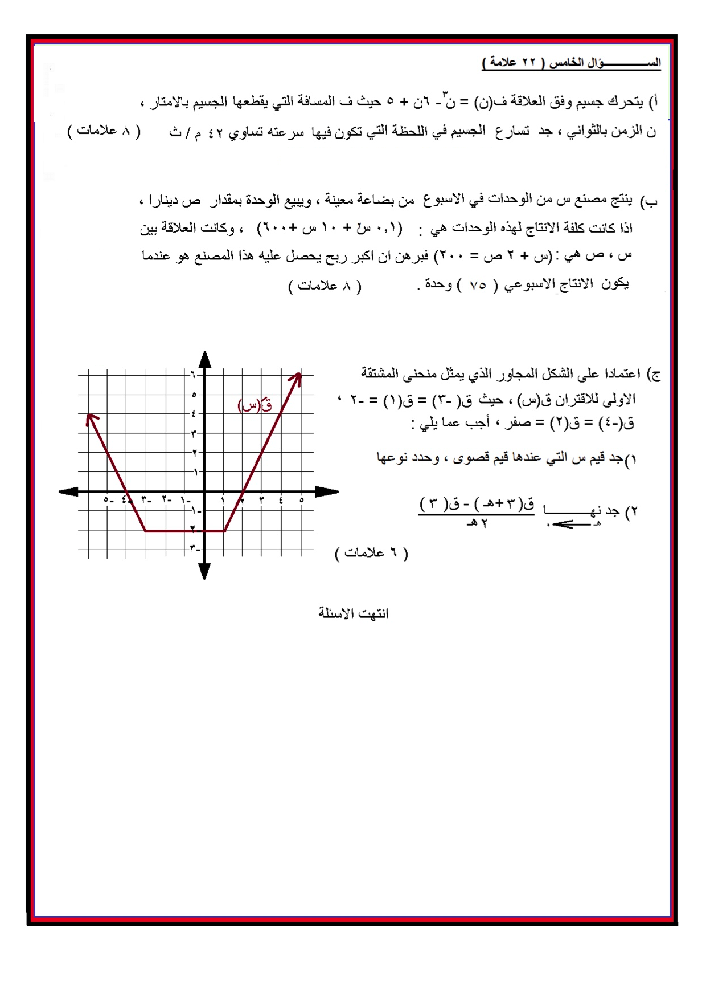 الســـــــــــؤال الخامس ( ٢٢ علامة )
أ) يتحرك جسيم وفق العلاقة ف(ن) = ن٣ - ٦ن + ٥ حيث ف المسافة التي يقطعها الجسيم بالامتار ،
ن الزمن بالثواني ، جد تسارع الجسيم في اللحظة التي تكون فيها سرعته تساوي ٤٢ م / ث ( ٨ علامات )
ب) ينتج مصنع س من الوحدات في الاسبوع من بضاعة معينة ، ويبيع الوحدة بمقدار ص دينارا ،
اذا كانت كلفة الانتاج لهذه الوحدات هي : (٠,١ س٢ + ١٠ س +٦٠٠) ، وكانت العلاقة بين
س ، ص هي : (س + ٢ ص = ٢٠٠) فبرهن ان اكبر ربح يحصل عليه هذا المصنع هو عندما
يكون الانتاج الاسبوعي ( ٧٥ ) وحدة . ( ٨ علامات )
ج) اعتمادا على الشكل المجاور الذي يمثل منحنى المشتقة
الاولى للاقتران ق(س) ، حيث ق( -٣) = ق(١) = -٢ ،
ق(-٤) = ق(٢) = صفر ، أجب عما يلي :
١)جد قيم س التي عندها قيم قصوى ، وحدد نوعها
٢) جد نهـــــــــا ق(٣+هـ ) - ق( ٣ )
هـ ٠ ٢هـ
( ٦ علامات )
٦
٥
قَ(س)
٤
٣
٢
١
-٥ -٤ -٣ -٢ -١ ١ ٢ ٣ ٤ ٥
-١
-٢
-٣
انتهت الاسئلة